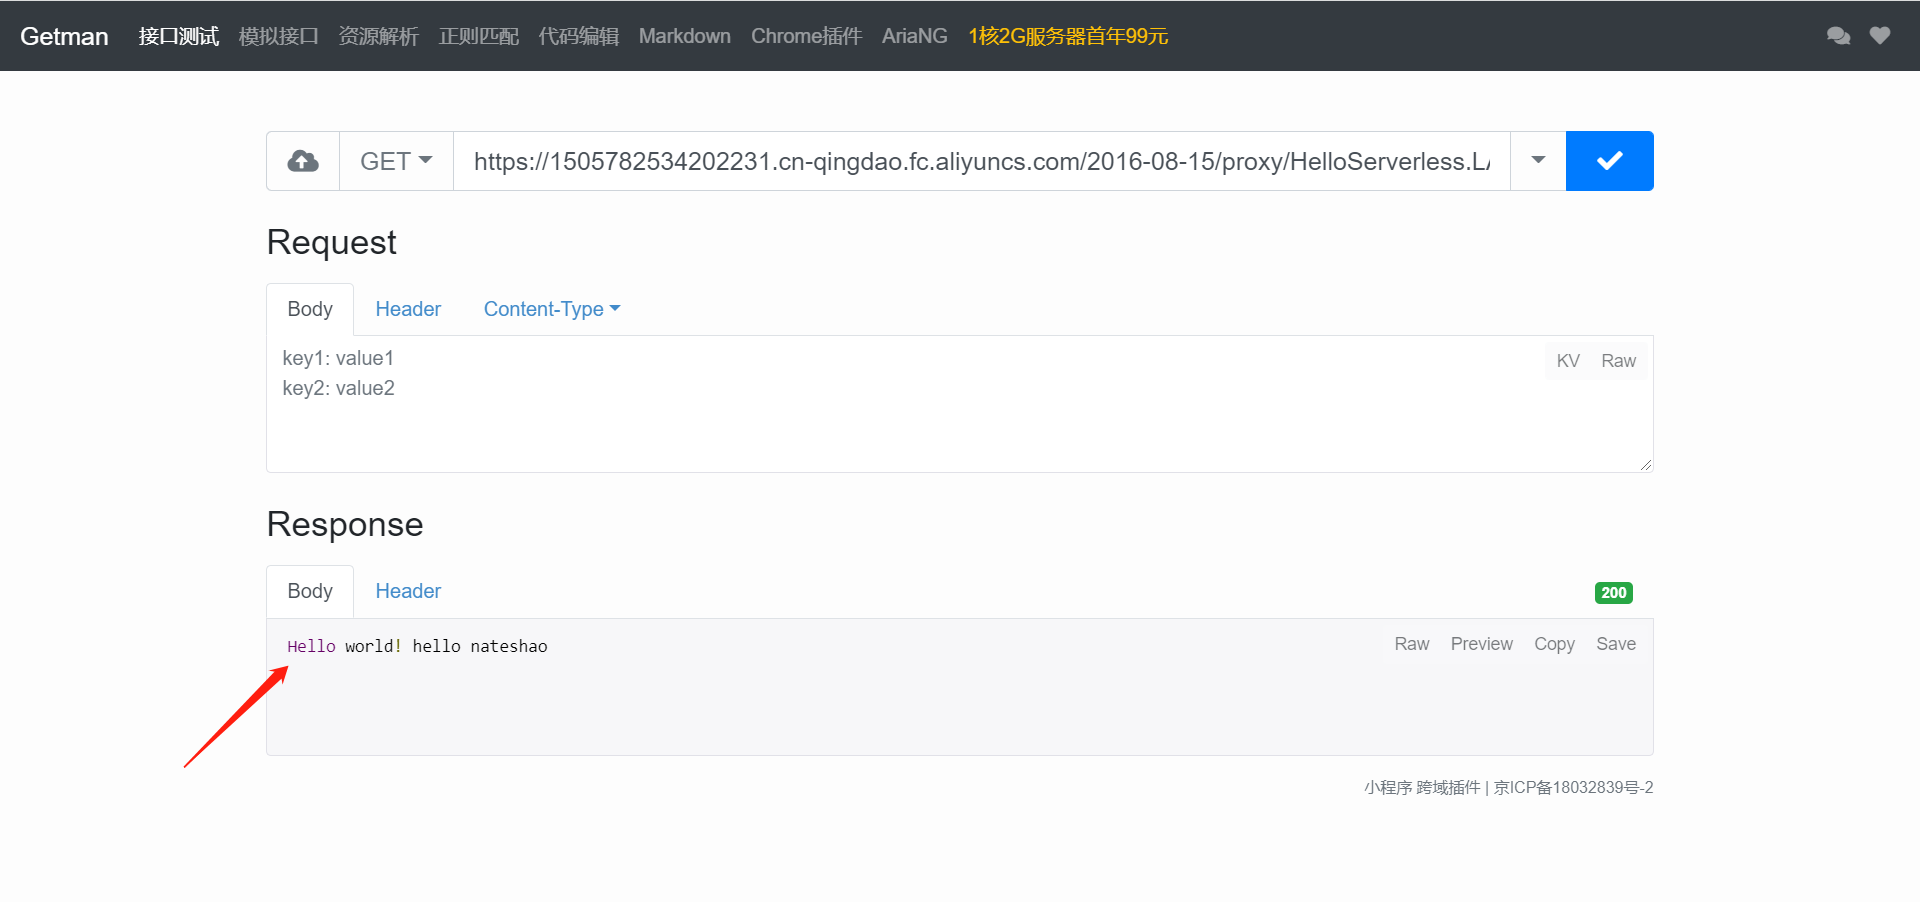 Getman 接口测试 模拟接口 资源解析 正则匹配 代码编辑 Markdown Chrome插件 AriaNG 1核2G服务器首年99元
GET https://1505782534202231.cn-qingdao.fc.aliyuncs.com/2016-08-15/proxy/HelloServerless.LA
Request
Body Header Content-Type
key1: value1 KV Raw
key2: value2
Response
Body Header 200
Hello world! hello nateshao Raw Preview Copy Save
小程序 跨域插件 | 京ICP备18032839号-2